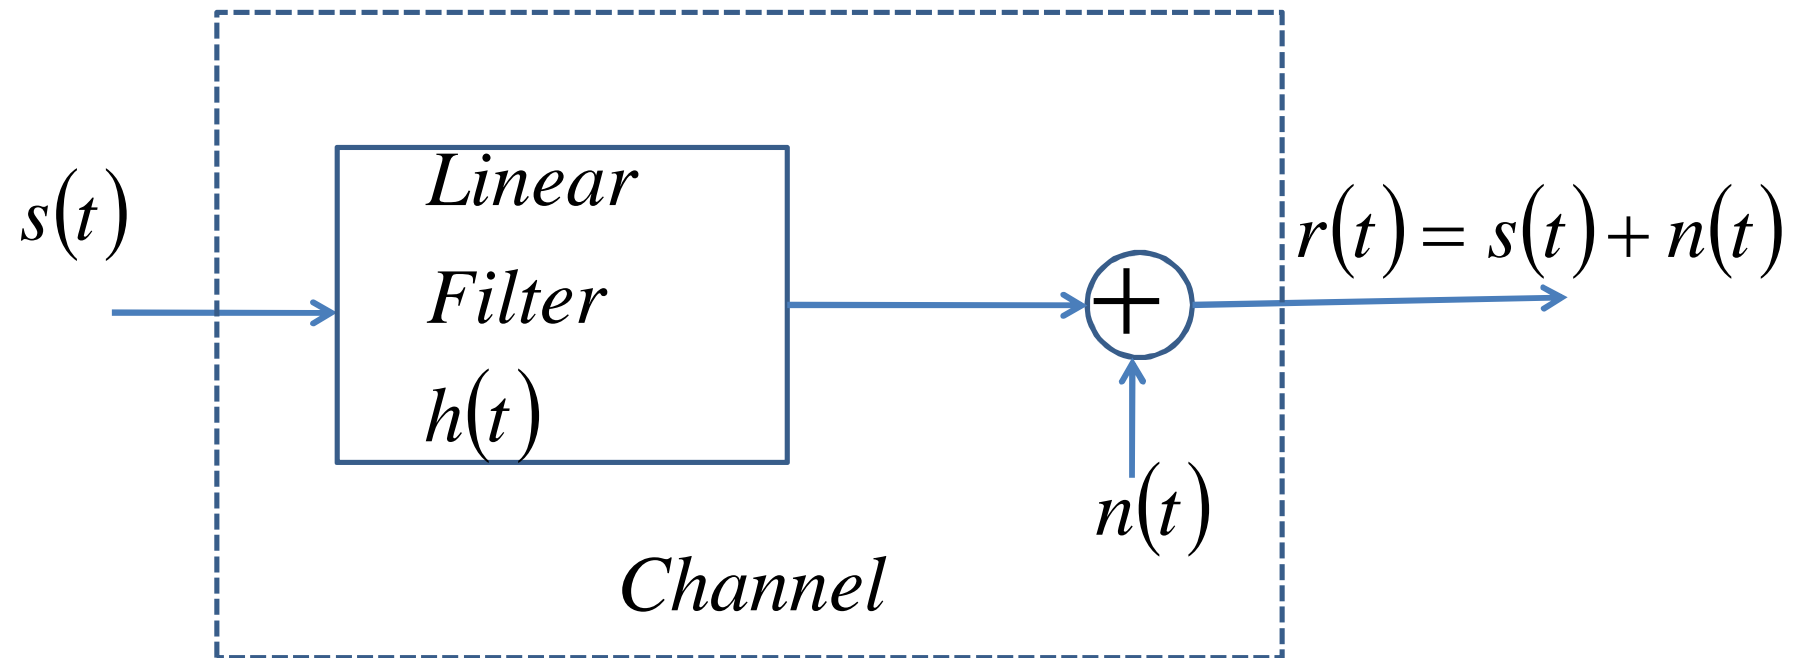 s(t)
Linear
Filter
h(t)
+
r(t) = s(t) + n(t)
n(t)
Channel